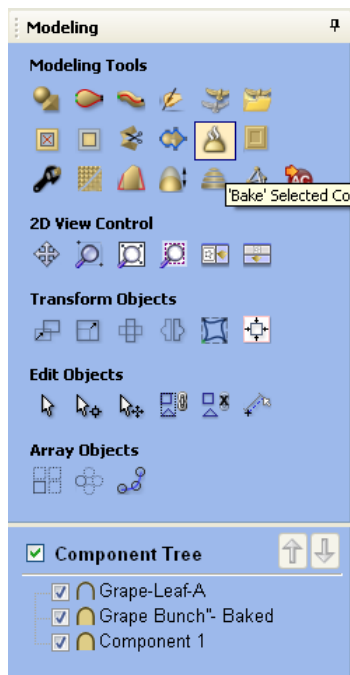 Modeling
Modeling Tools
'Bake' Selected Co
2D View Control
Transform Objects
Edit Objects
Array Objects
Component Tree
Grape-Leaf-A
Grape Bunch"- Baked
Component 1